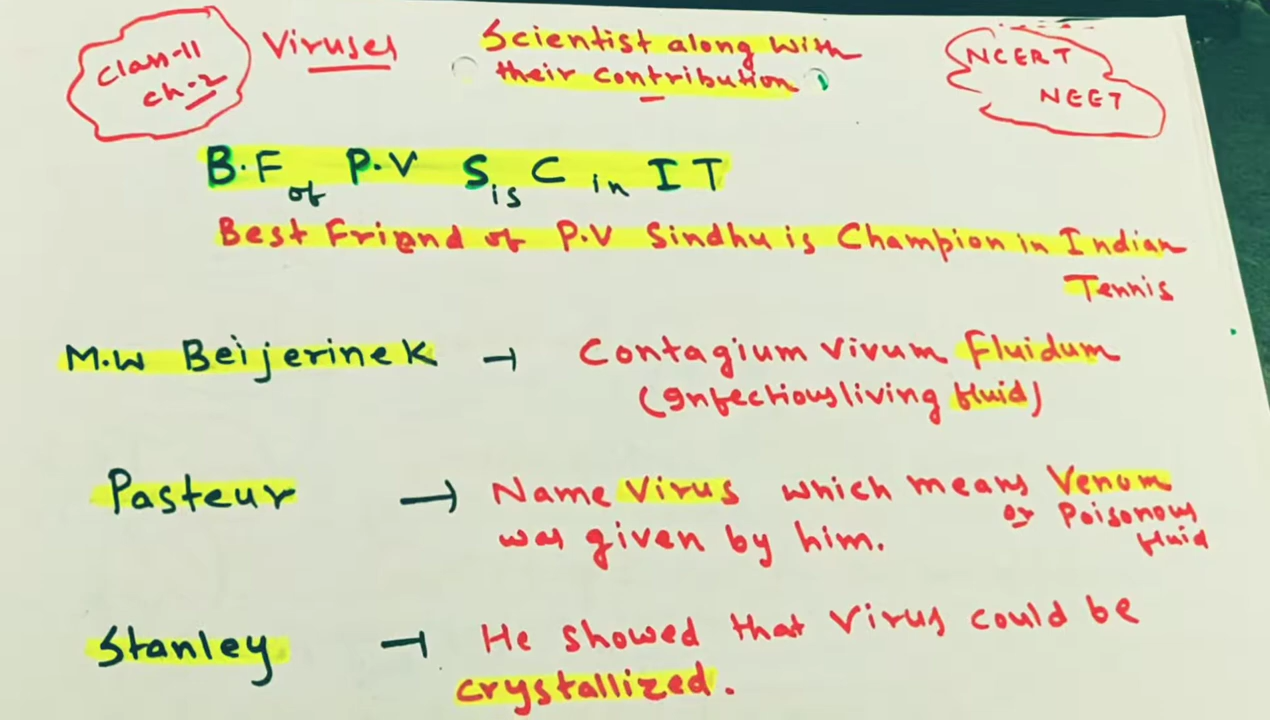 Class-11
ch.2
Viruses
Scientist along with
their contribution
NCERT
NEET
B.F of P.V S is C in I T
Best Friend of P.V Sindhu is Champion in Indian
Tennis
M.W Beijerinek → Contagium vivum Fluidum
(Infectious living fluid)
Pasteur → Name Virus which means Venom
or Poisonous
fluid
was given by him.
Stanley → He showed that Virus could be
crystallized.